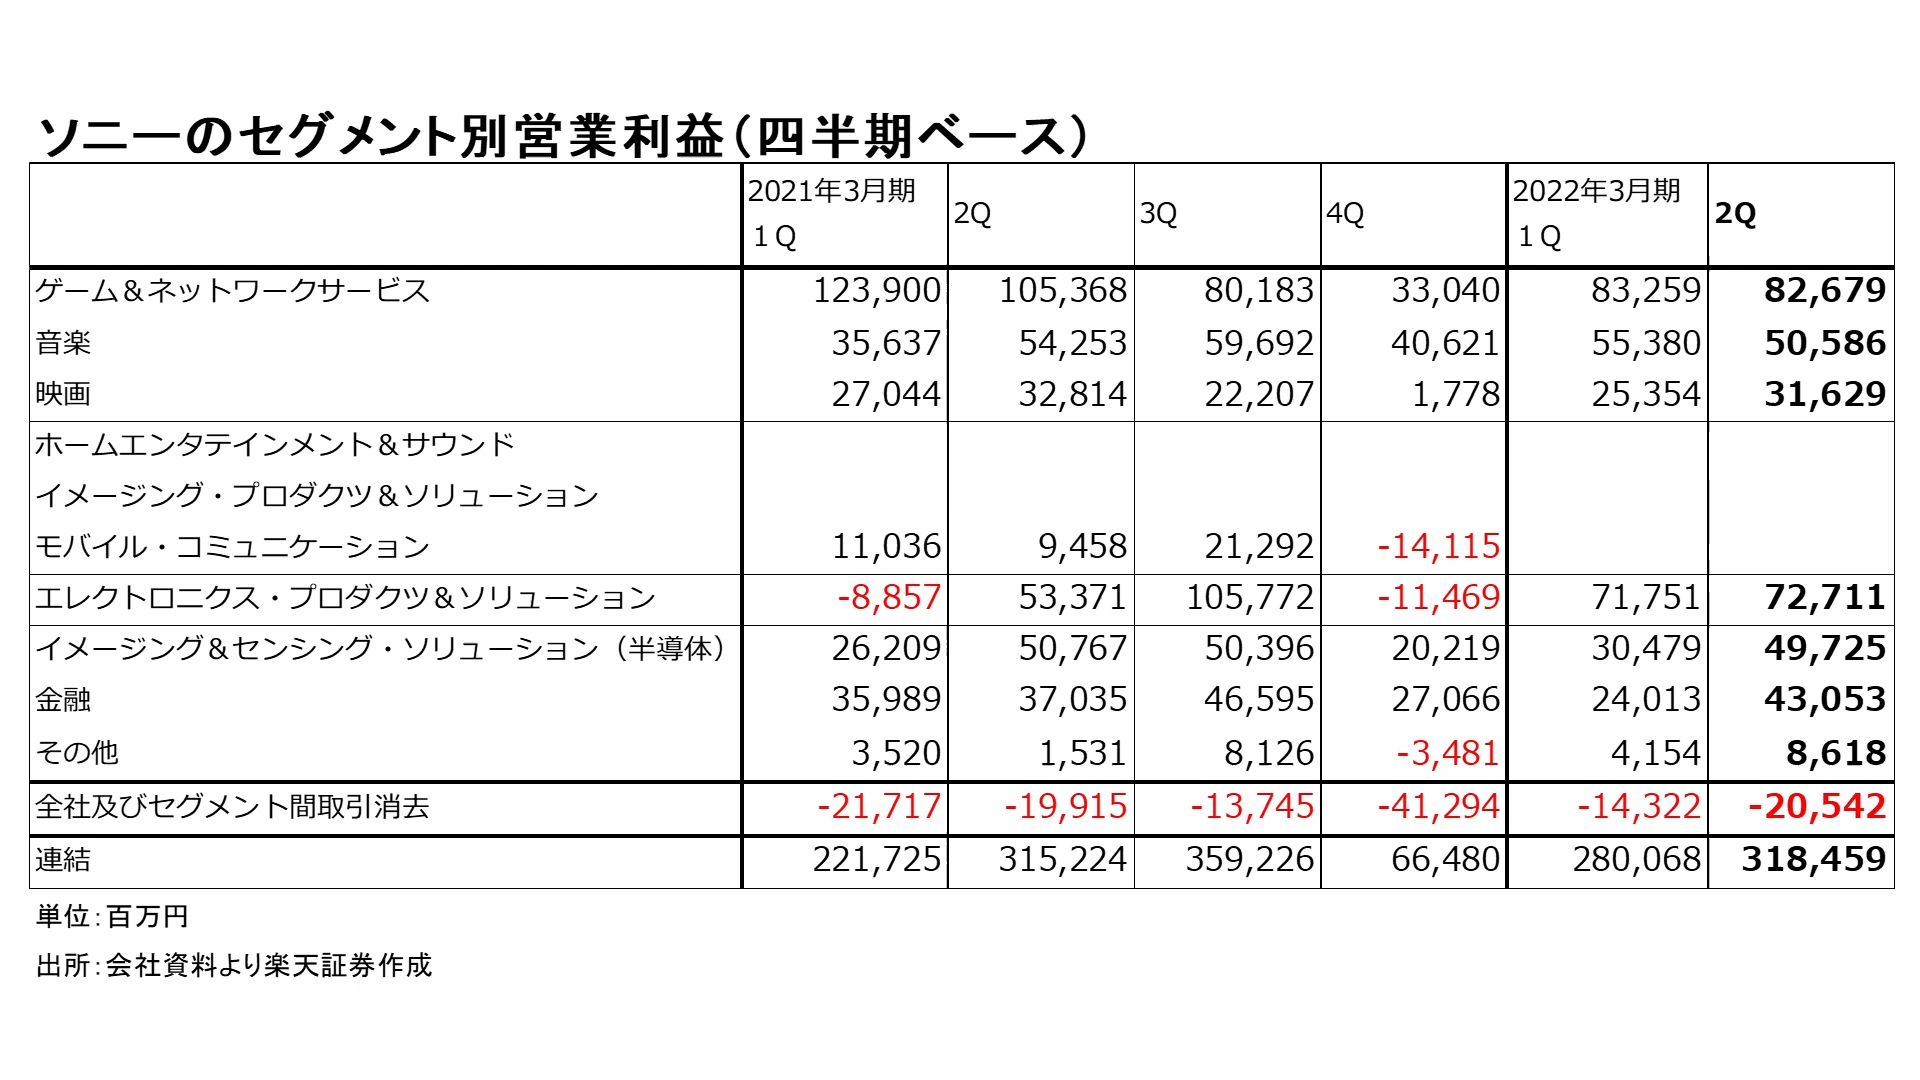 ソニーのセグメント別営業利益（四半期ベース）
2021年3月期 １Q 2Q 3Q 4Q 2022年3月期 １Q 2Q
ゲーム＆ネットワークサービス 123,900 105,368 80,183 33,040 83,259 82,679
音楽 35,637 54,253 59,692 40,621 55,380 50,586
映画 27,044 32,814 22,207 1,778 25,354 31,629
ホームエンタテインメント＆サウンド
イメージング・プロダクツ＆ソリューション
モバイル・コミュニケーション 11,036 9,458 21,292 -14,115
エレクトロニクス・プロダクツ＆ソリューション -8,857 53,371 105,772 -11,469 71,751 72,711
イメージング＆センシング・ソリューション（半導体） 26,209 50,767 50,396 20,219 30,479 49,725
金融 35,989 37,035 46,595 27,066 24,013 43,053
その他 3,520 1,531 8,126 -3,481 4,154 8,618
全社及びセグメント間取引消去 -21,717 -19,915 -13,745 -41,294 -14,322 -20,542
連結 221,725 315,224 359,226 66,480 280,068 318,459
単位：百万円
出所：会社資料より楽天証券作成